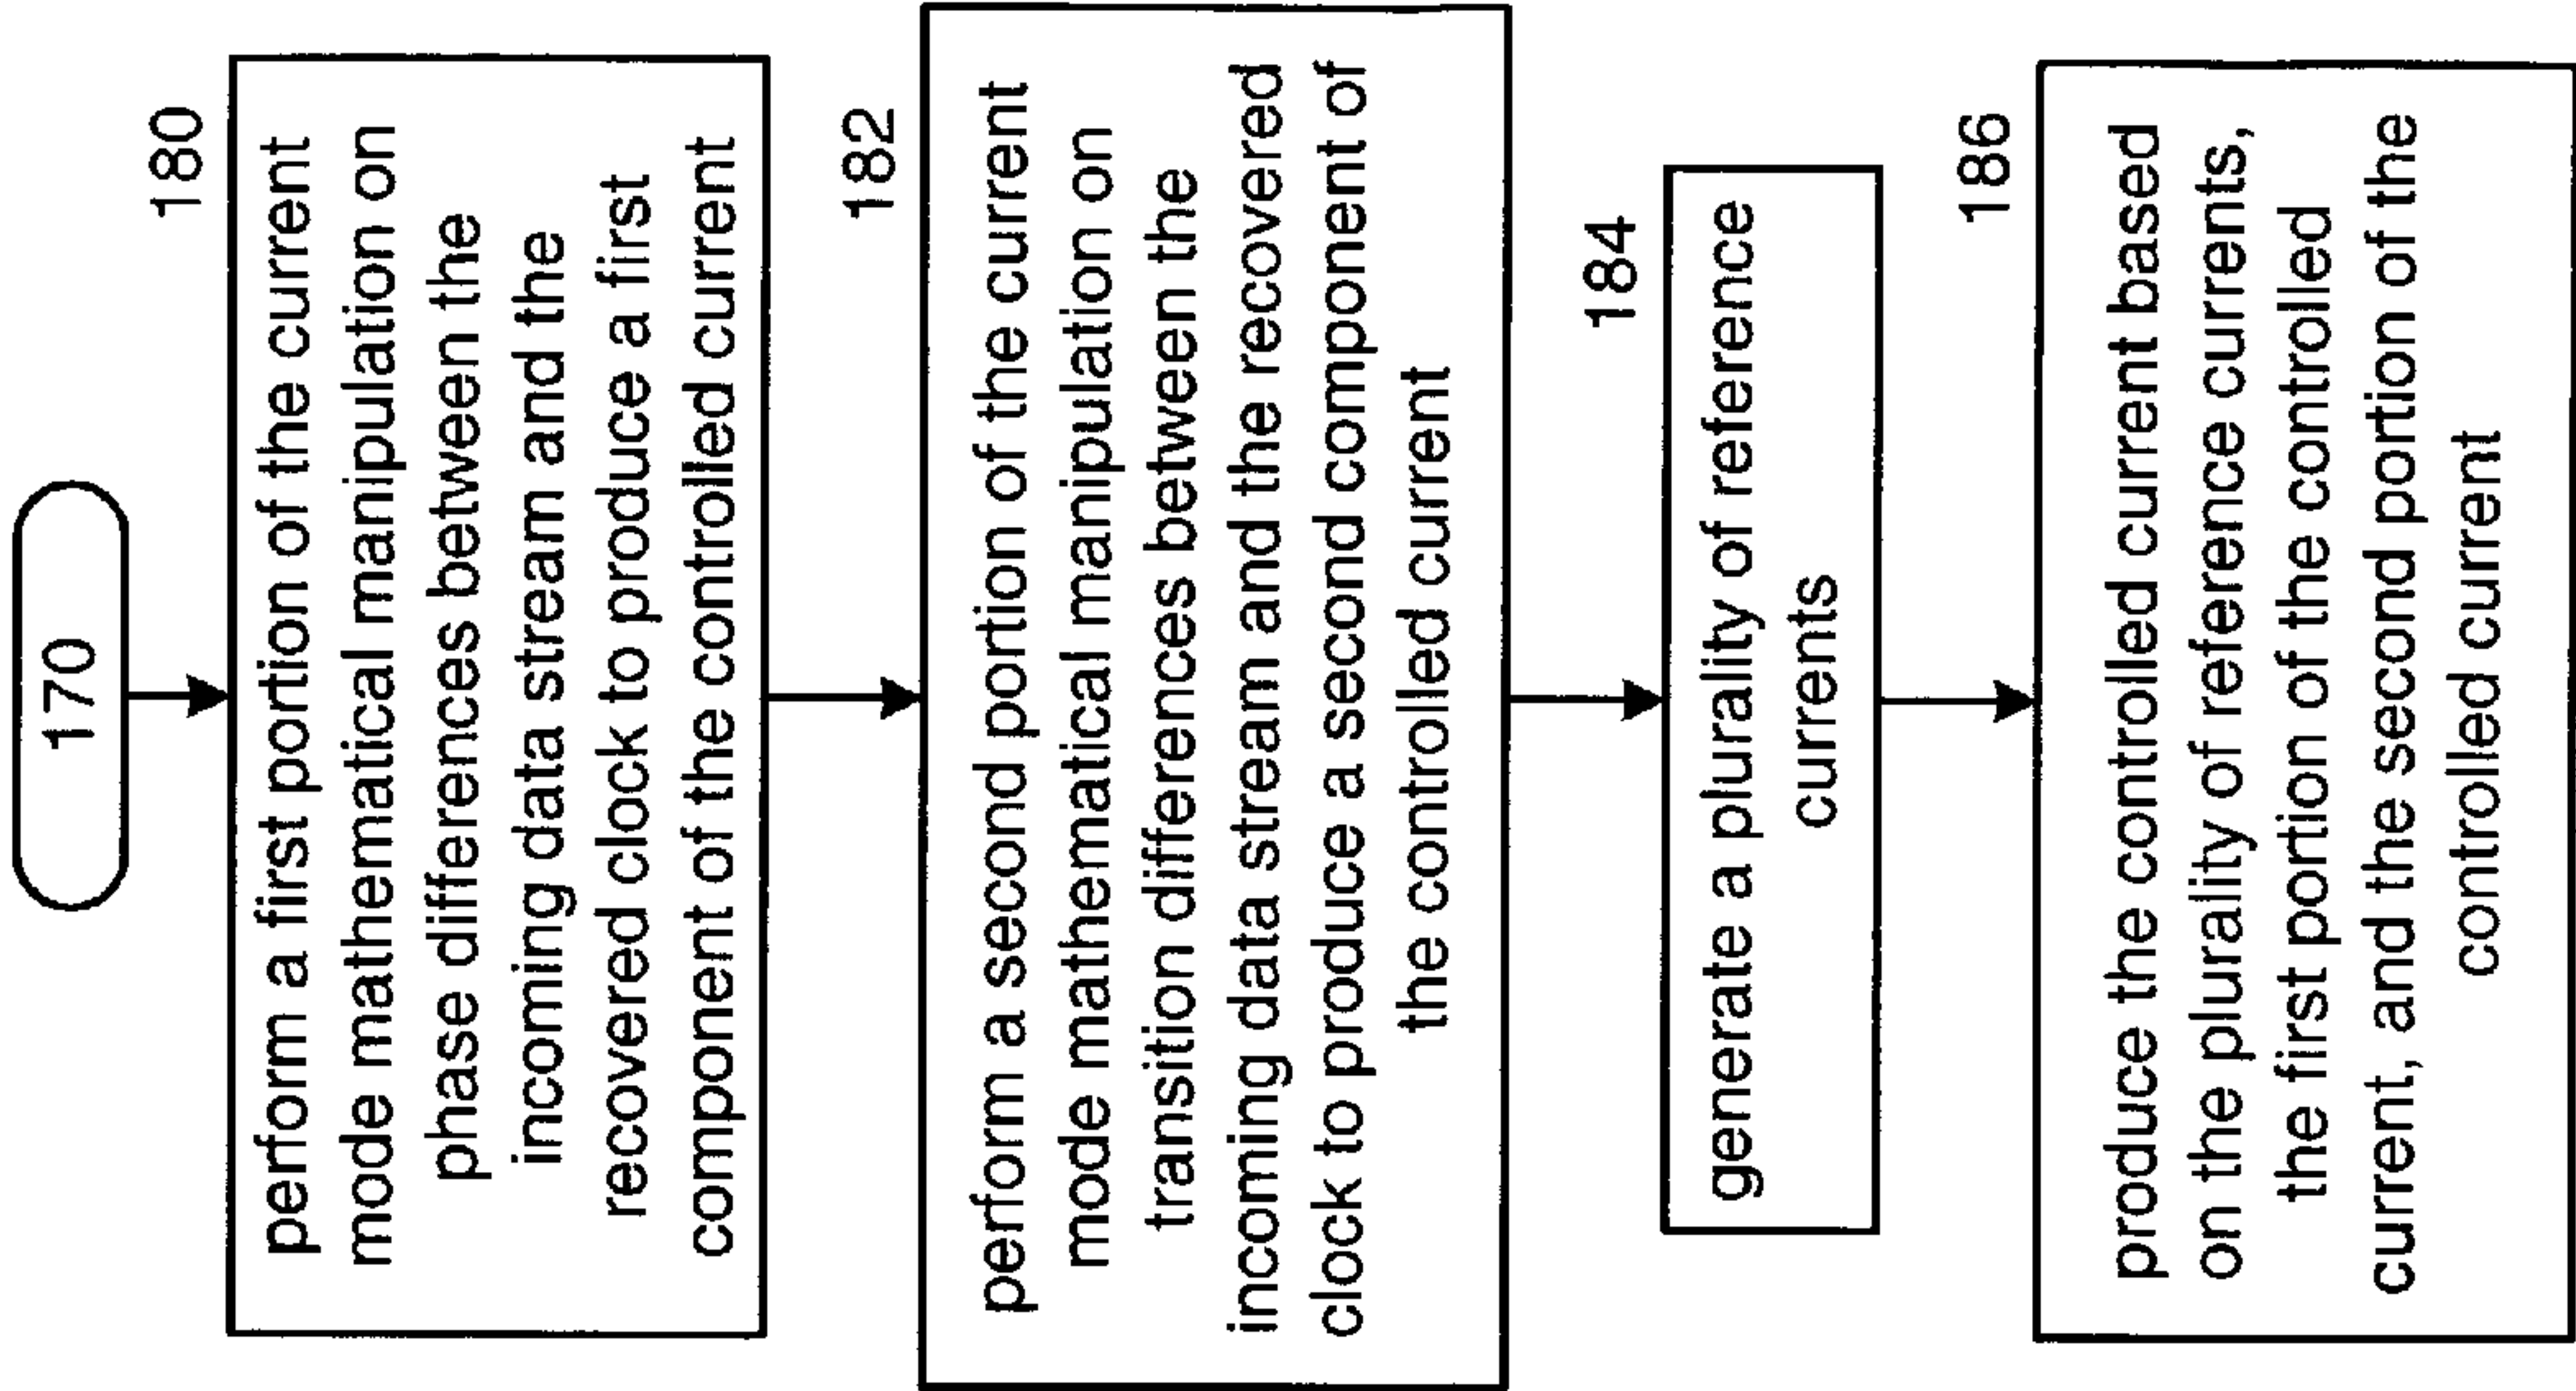 170
180
perform a first portion of the current
mode mathematical manipulation on
phase differences between the
incoming data stream and the
recovered clock to produce a first
component of the controlled current
182
perform a second portion of the current
mode mathematical manipulation on
transition differences between the
incoming data stream and the recovered
clock to produce a second component of
the controlled current
184
generate a plurality of reference
currents
186
produce the controlled current based
on the plurality of reference currents,
the first portion of the controlled
current, and the second portion of the
controlled current